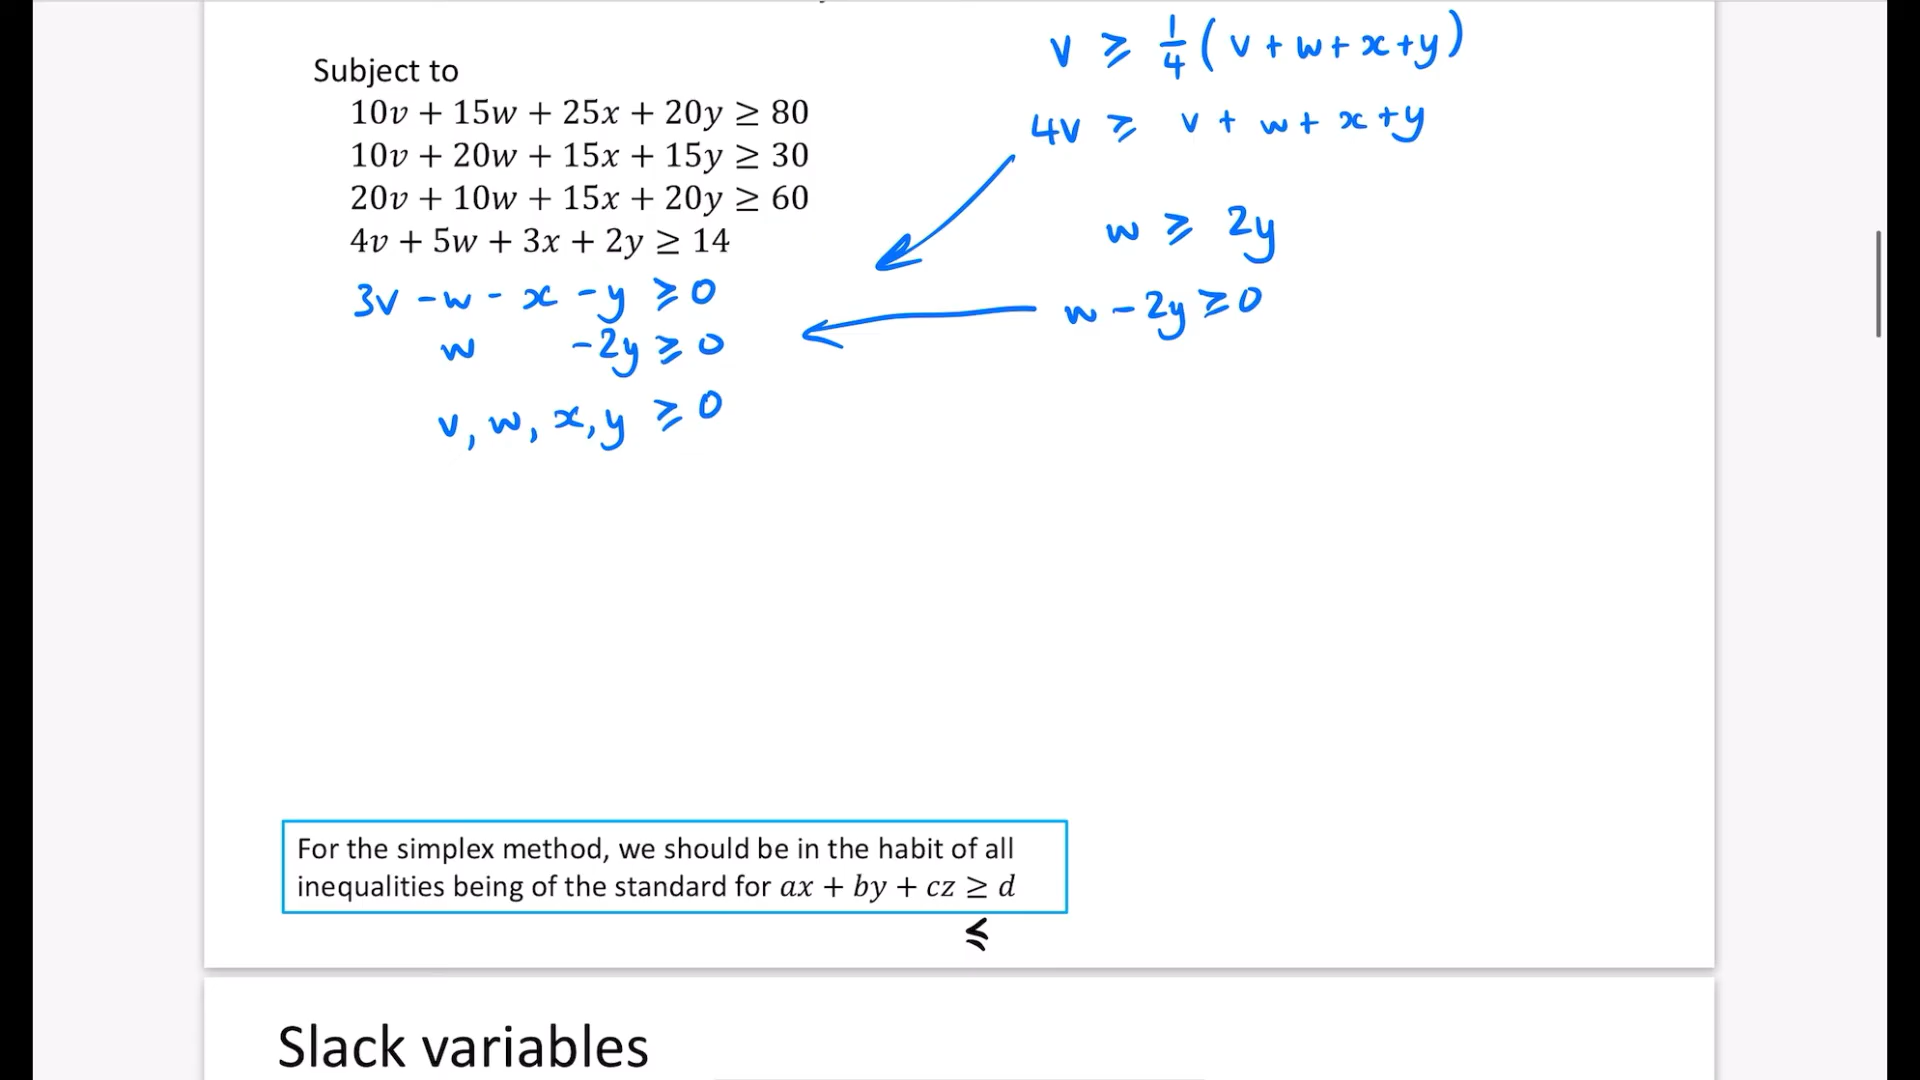 v ≥ 1/4 (v + w + x + y)
Subject to
10v + 15w + 25x + 20y ≥ 80
4v ≥ v + w + x + y
10v + 20w + 15x + 15y ≥ 30
20v + 10w + 15x + 20y ≥ 60
w ≥ 2y
4v + 5w + 3x + 2y ≥ 14
3v - w - x - y ≥ 0
w - 2y ≥ 0
w -2y ≥ 0
v, w, x, y ≥ 0
For the simplex method, we should be in the habit of all
inequalities being of the standard for ax + by + cz ≥ d
≤
Slack variables